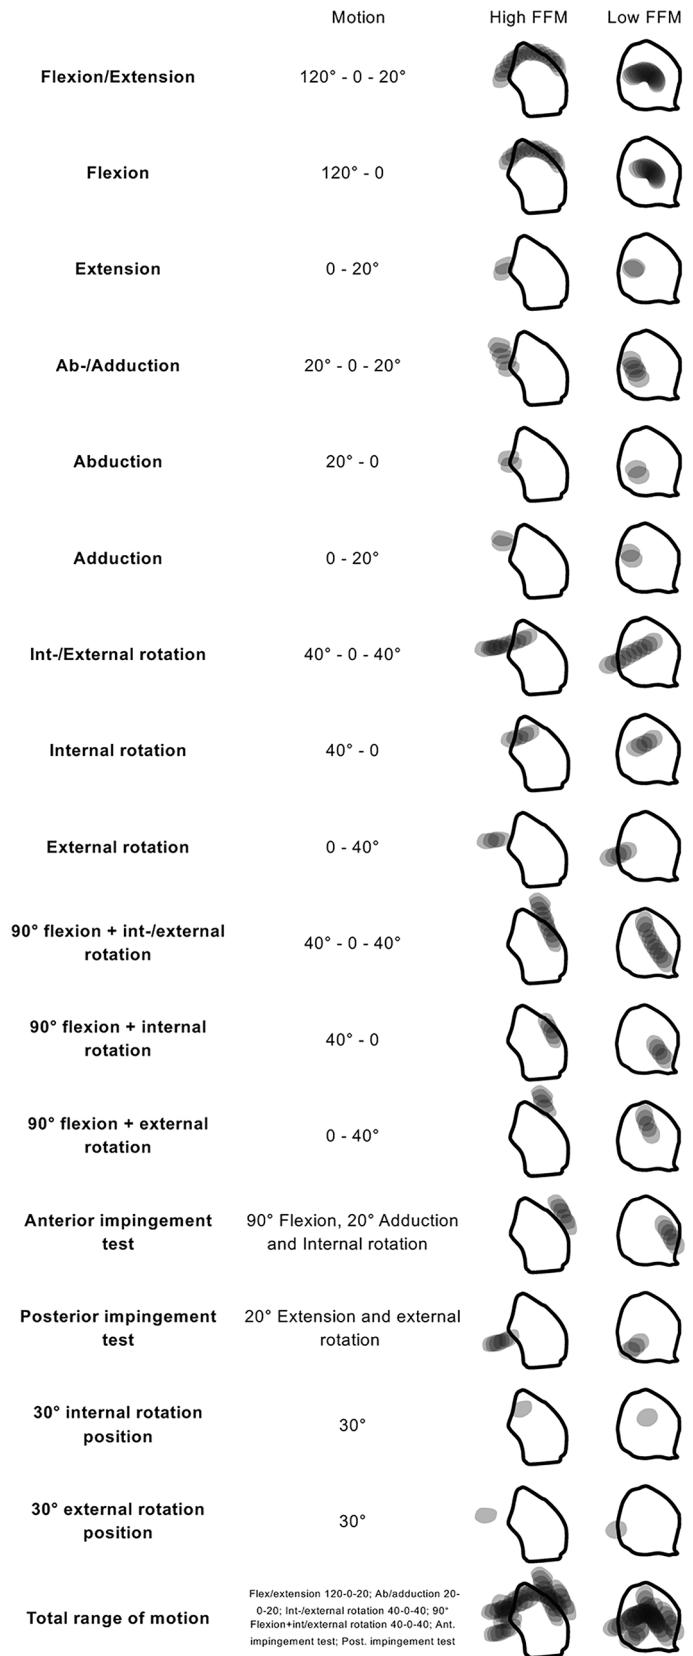 Motion High FFM Low FFM
Flexion/Extension 120° - 0 - 20°
Flexion 120° - 0
Extension 0 - 20°
Ab-/Adduction 20° - 0 - 20°
Abduction 20° - 0
Adduction 0 - 20°
Int-/External rotation 40° - 0 - 40°
Internal rotation 40° - 0
External rotation 0 - 40°
90° flexion + int-/external
rotation
40° - 0 - 40°
90° flexion + internal
rotation
40° - 0
90° flexion + external
rotation
0 - 40°
Anterior impingement
test
90° Flexion, 20° Adduction
and Internal rotation
Posterior impingement
test
20° Extension and external
rotation
30° internal rotation
position
30°
30° external rotation
position
30°
Total range of motion
Flex/extension 120-0-20; Ab/adduction 20-
0-20; Int-/external rotation 40-0-40; 90°
Flexion+int/external rotation 40-0-40; Ant.
impingement test; Post. impingement test